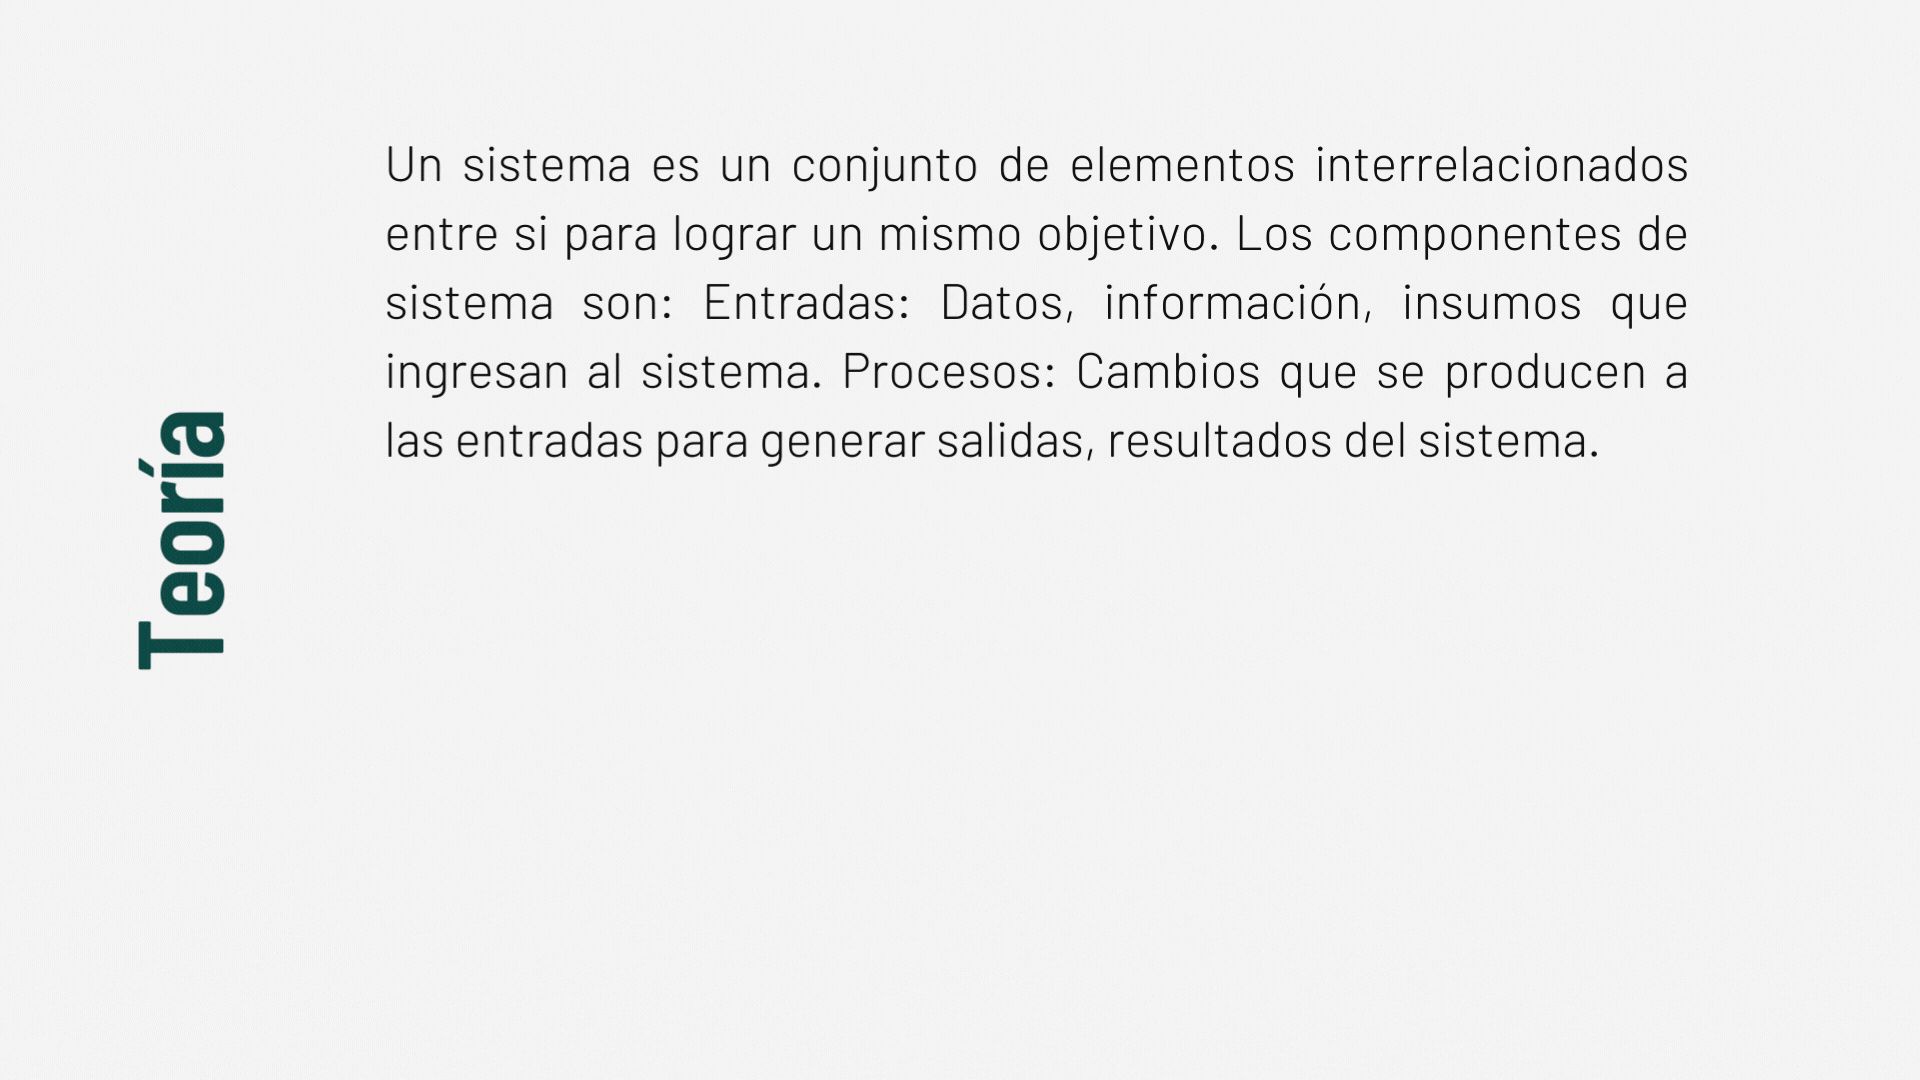 Teoría
Un sistema es un conjunto de elementos interrelacionados
entre si para lograr un mismo objetivo. Los componentes de
sistema son: Entradas: Datos, información, insumos que
ingresan al sistema. Procesos: Cambios que se producen a
las entradas para generar salidas, resultados del sistema.